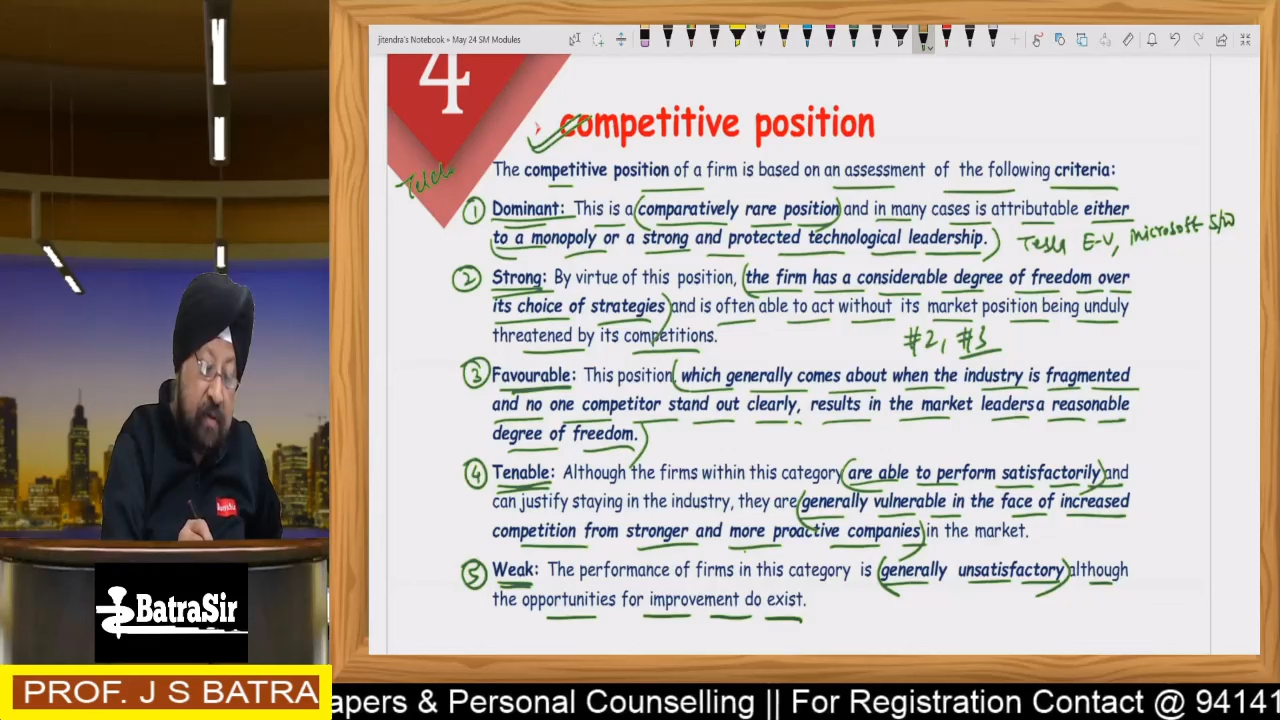 jitendra's Notebook » May 24 SM Modules
4
competitive position
The competitive position of a firm is based on an assessment of the following criteria:
① Dominant: This is a (comparatively rare position) and in many cases is attributable either
to a monopoly or a strong and protected technological leadership.) Tesla E-V, Microsoft S/W
② Strong: By virtue of this position, (the firm has a considerable degree of freedom over
its choice of strategies) and is often able to act without its market position being unduly
threatened by its competitions. #2, #3
③ Favourable: This position (which generally comes about when the industry is fragmented
and no one competitor stand out clearly, results in the market leaders a reasonable
degree of freedom.)
④ Tenable: Although the firms within this category (are able to perform satisfactorily) and
can justify staying in the industry, they are (generally vulnerable in the face of increased
competition from stronger and more proactive companies) in the market.
⑤ Weak: The performance of firms in this category is (generally unsatisfactory) although
the opportunities for improvement do exist.
BatraSir
BatraSir
PROF. J S BATRA
apers & Personal Counselling || For Registration Contact @ 94141